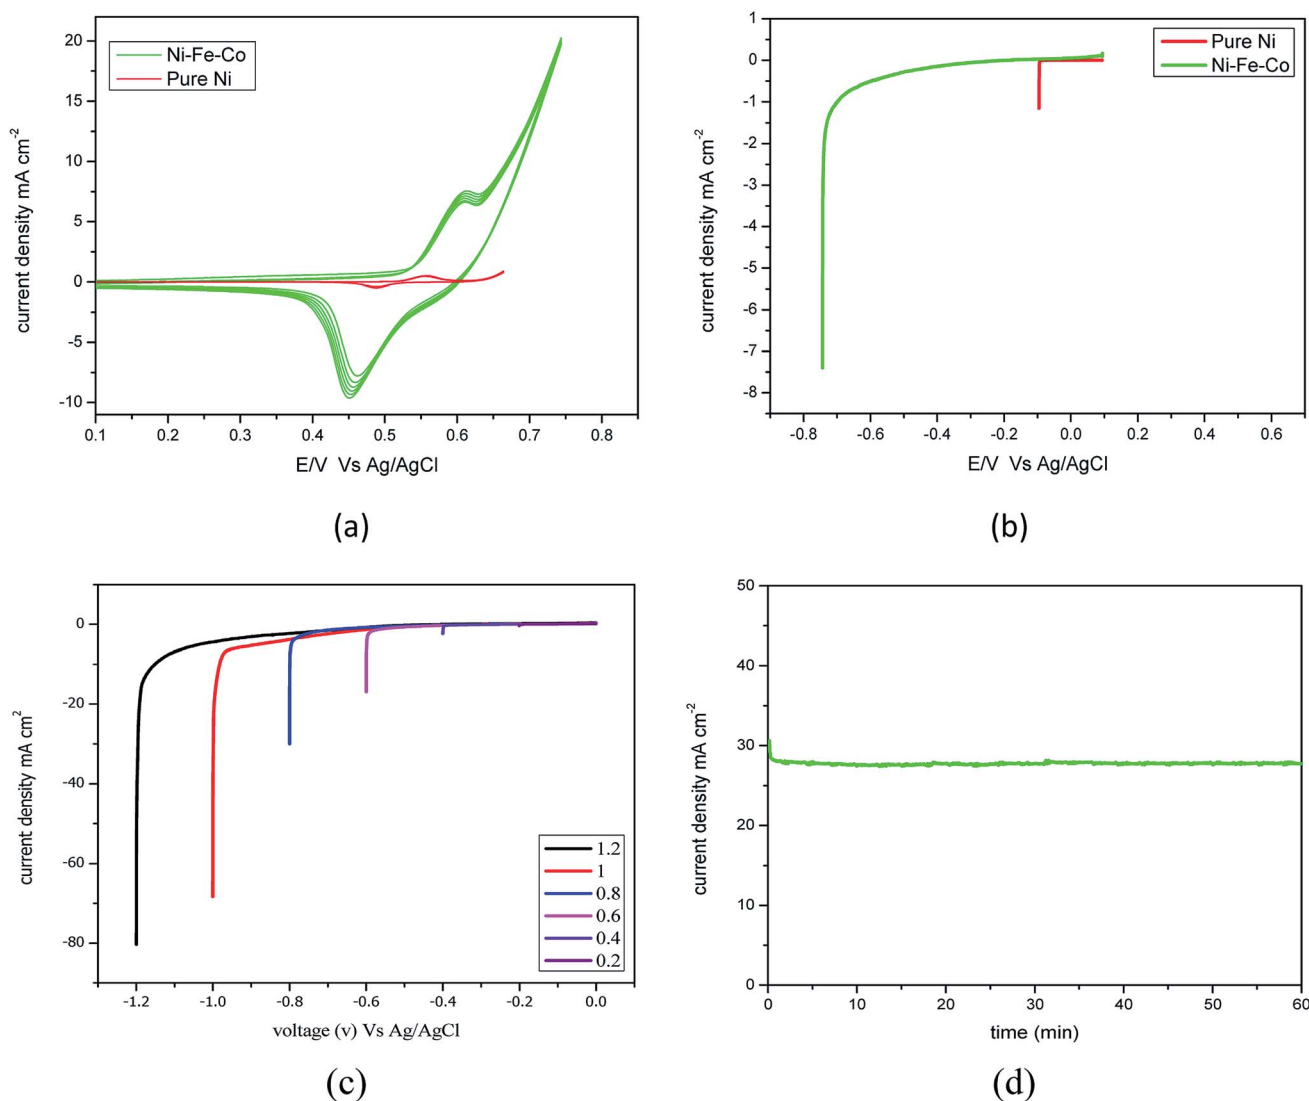 20
15
10
5
0
-5
-10
current density mA cm-2
Ni-Fe-Co
Pure Ni
0.1 0.2 0.3 0.4 0.5 0.6 0.7 0.8
E/V Vs Ag/AgCl
(a)
1
0
-1
-2
-3
-4
-5
-6
-7
-8
current density mA cm-2
Pure Ni
Ni-Fe-Co
-0.8 -0.6 -0.4 -0.2 0.0 0.2 0.4 0.6
E/V Vs Ag/AgCl
(b)
0
-20
-40
-60
-80
current density mA cm2
1.2
1
0.8
0.6
0.4
0.2
-1.2 -1.0 -0.8 -0.6 -0.4 -0.2 0.0
voltage (v) Vs Ag/AgCl
(c)
50
40
30
20
10
0
current density mA cm-2
0 10 20 30 40 50 60
time (min)
(d)